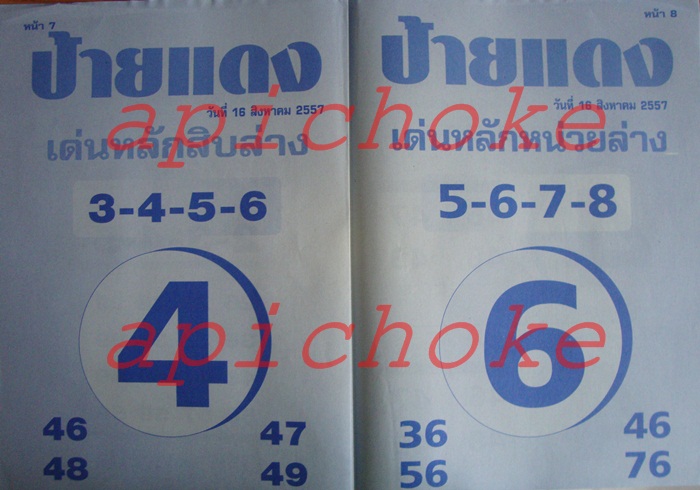 หน้า 7
ป้ายแดง
วันที่ 16 สิงหาคม 2557
เด่นหลักสิบล่าง
3-4-5-6
4
46 47
48 49
หน้า 8
ป้ายแดง
วันที่ 16 สิงหาคม 2557
เด่นหลักหน่วยล่าง
5-6-7-8
6
36 46
56 76
apichoke
apichoke